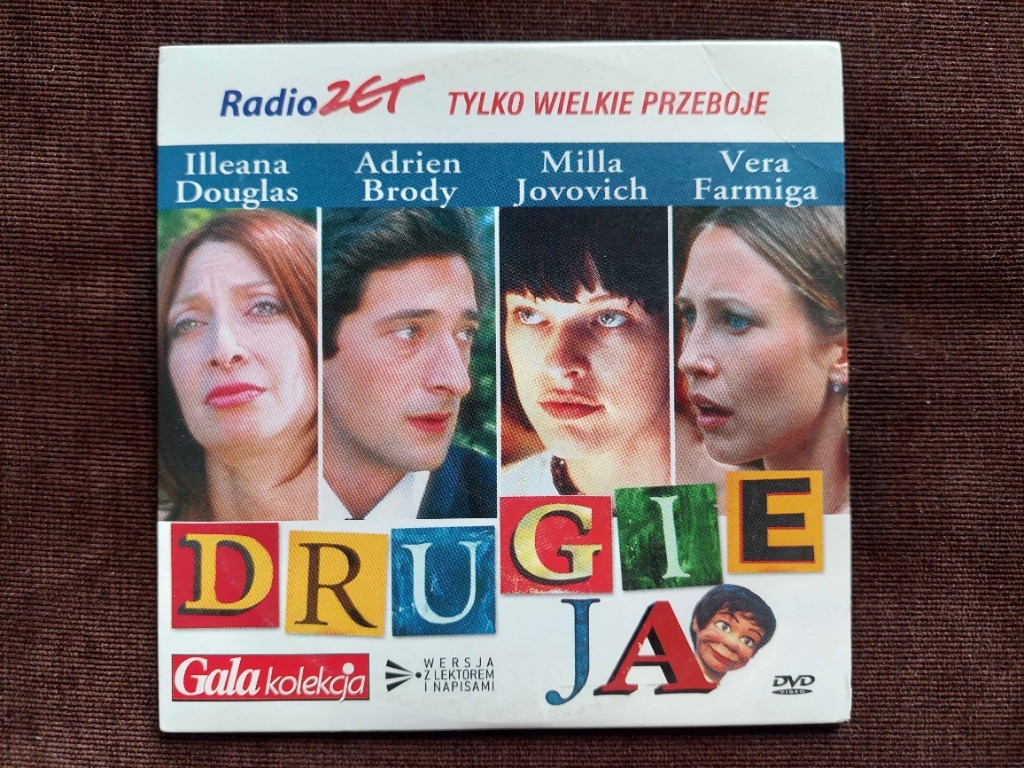 Radio ZET TYLKO WIELKIE PRZEBOJE
Illeana Douglas
Adrien Brody
Milla Jovovich
Vera Farmiga
DRUGIE
JA
Gala kolekcja
WERSJA
Z LEKTOREM
I NAPISAMI
DVD
VIDEO